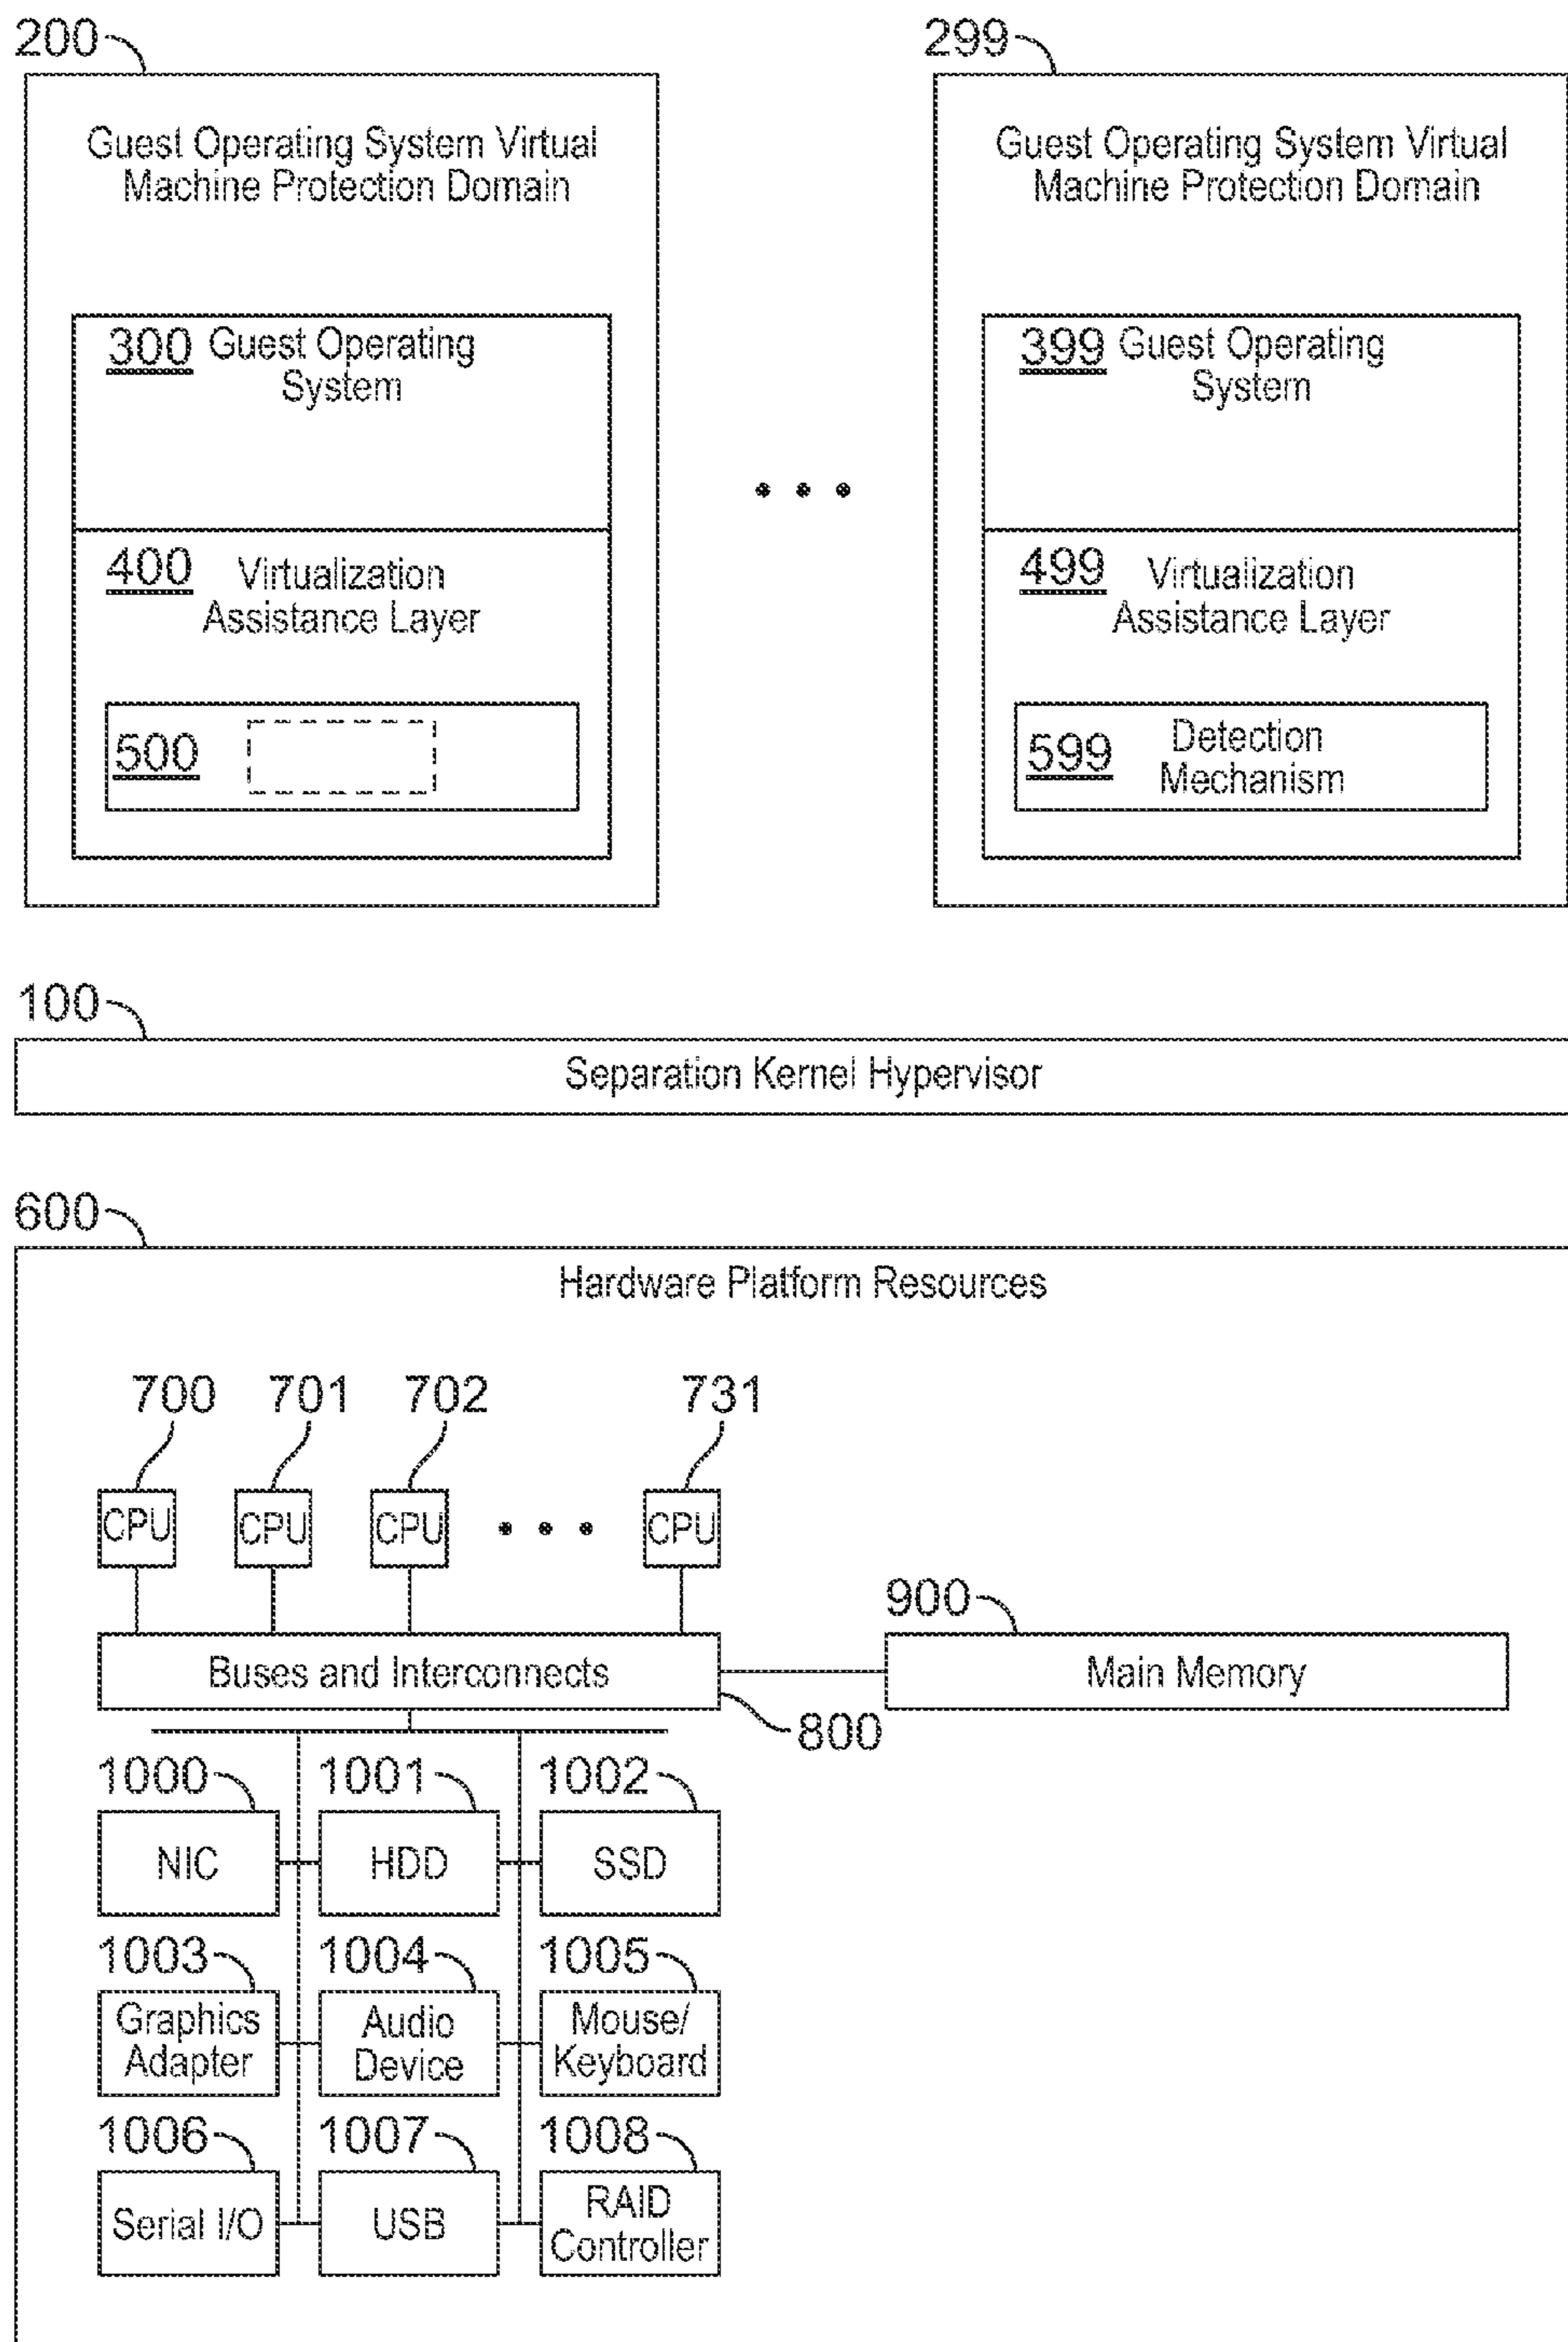 200
299
Guest Operating System Virtual
Machine Protection Domain
Guest Operating System Virtual
Machine Protection Domain
300 Guest Operating
System
399 Guest Operating
System
400 Virtualization
Assistance Layer
499 Virtualization
Assistance Layer
500
599 Detection
Mechanism
100
Separation Kernel Hypervisor
600
Hardware Platform Resources
700 701 702 731
CPU CPU CPU CPU
900
Buses and Interconnects
Main Memory
800
1000 1001 1002
NIC HDD SSD
1003 1004 1005
Graphics
Adapter
Audio
Device
Mouse/
Keyboard
1006 1007 1008
Serial I/O
USB
RAID
Controller